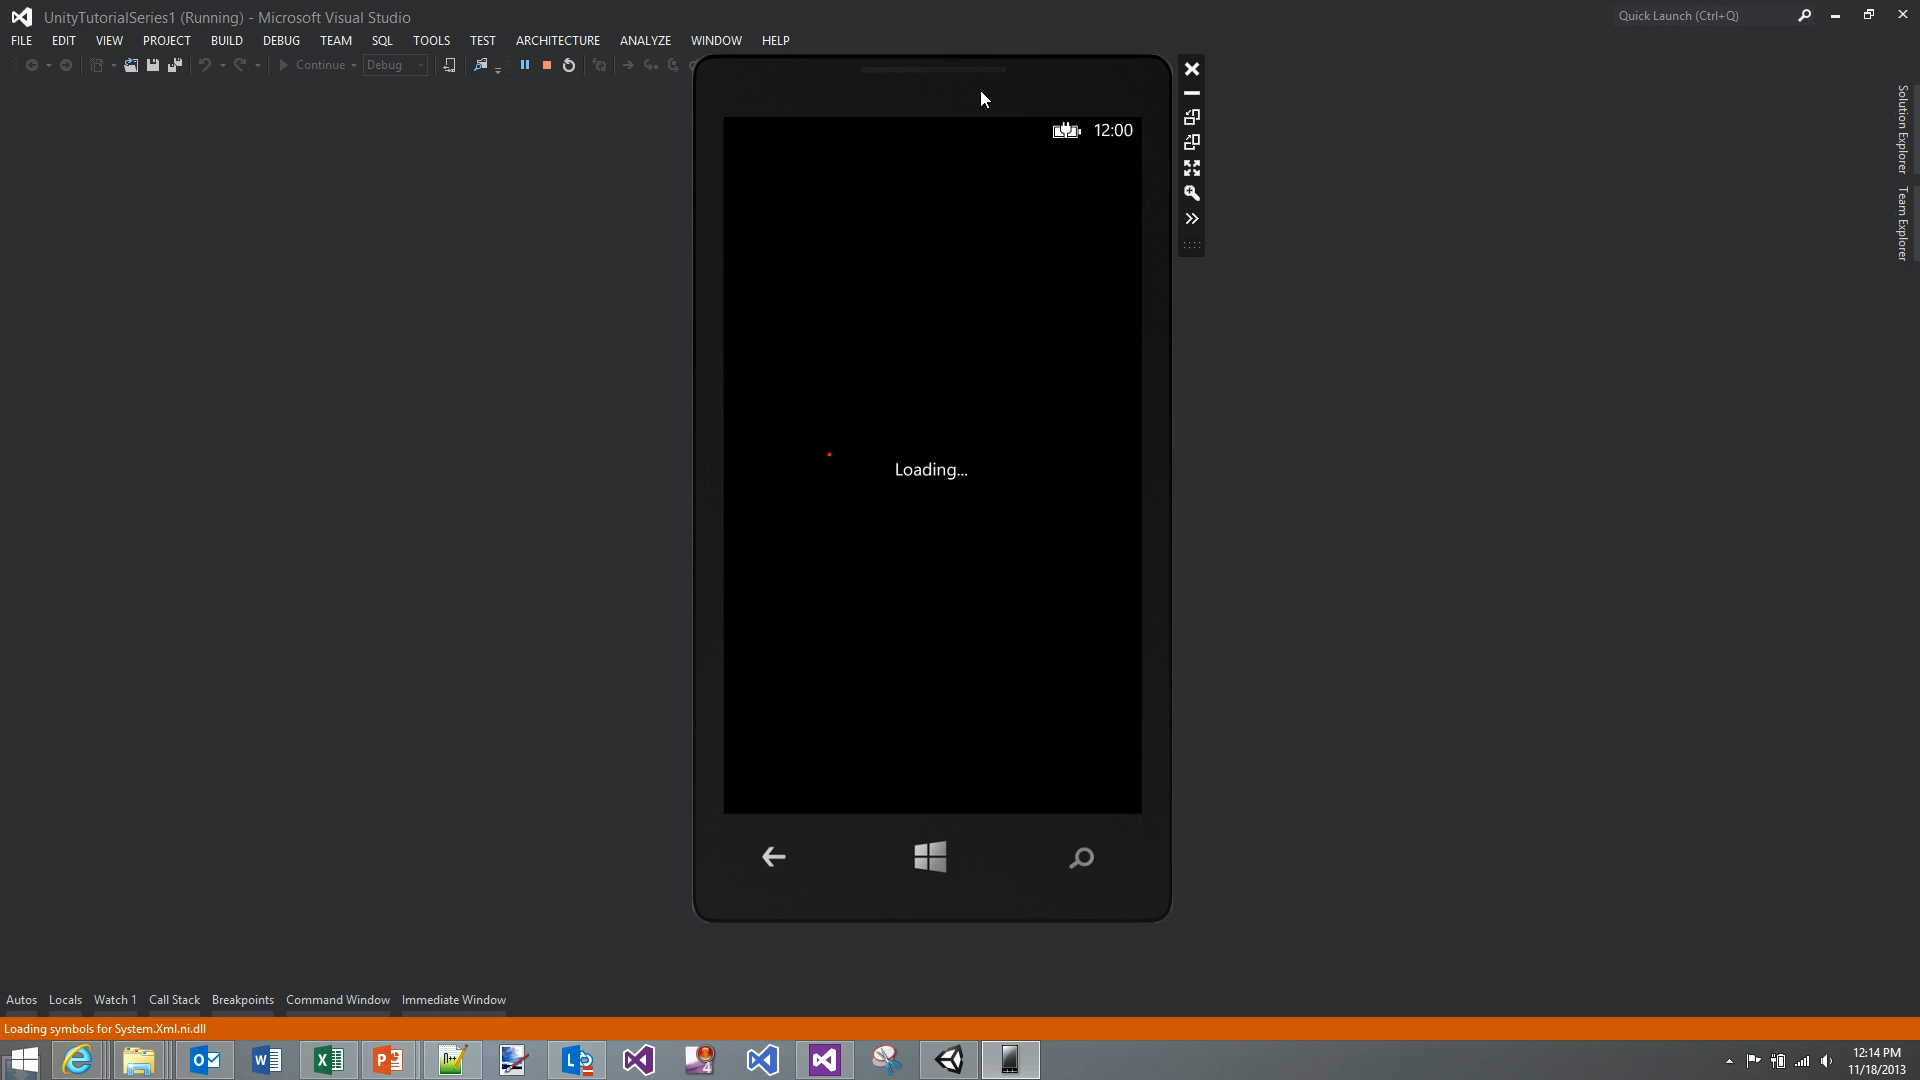 UnityTutorialSeries1 (Running) - Microsoft Visual Studio
Quick Launch (Ctrl+Q)
FILE EDIT VIEW PROJECT BUILD DEBUG TEAM SQL TOOLS TEST ARCHITECTURE ANALYZE WINDOW HELP
Continue Debug
Solution Explorer
Team Explorer
12:00
Loading...
Autos Locals Watch 1 Call Stack Breakpoints Command Window Immediate Window
Loading symbols for System.Xml.ni.dll
12:14 PM
11/18/2013